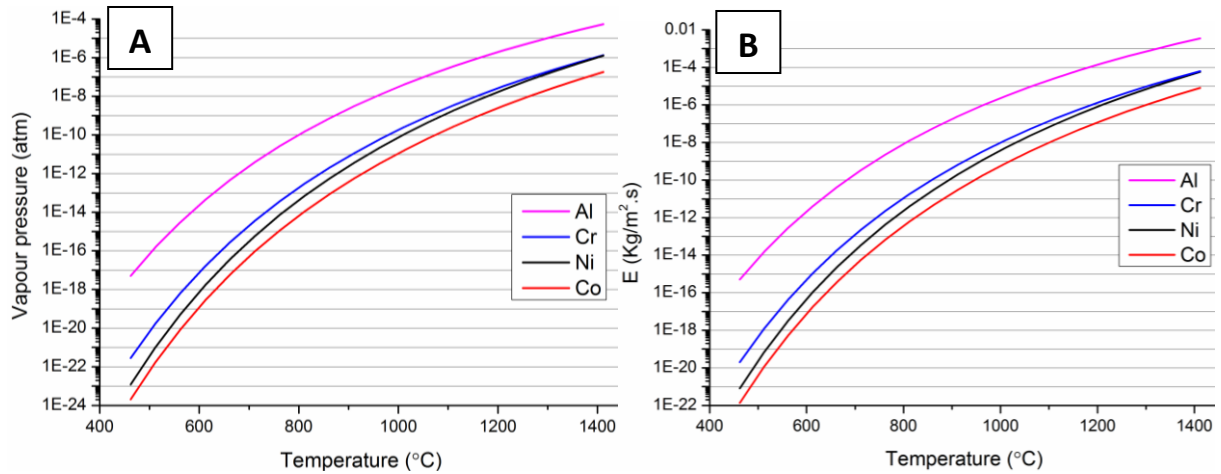 A
Vapour pressure (atm)
1E-4
1E-6
1E-8
1E-10
1E-12
1E-14
1E-16
1E-18
1E-20
1E-22
1E-24
400
600
800
1000
1200
1400
Temperature (°C)
Al
Cr
Ni
Co
B
E (Kg/m².s)
0.01
1E-4
1E-6
1E-8
1E-10
1E-12
1E-14
1E-16
1E-18
1E-20
1E-22
400
600
800
1000
1200
1400
Temperature (°C)
Al
Cr
Ni
Co